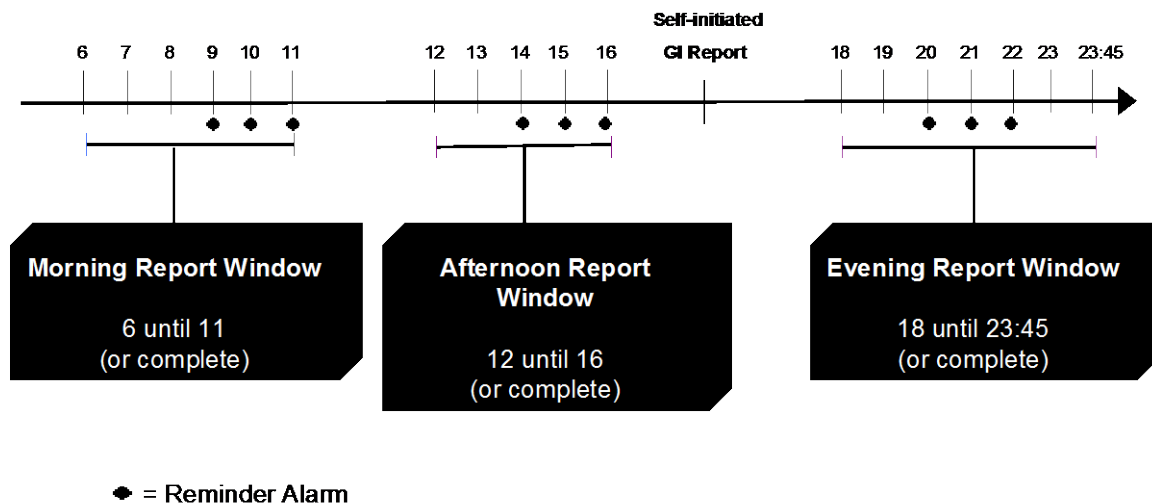 Self-initiated
GI Report
6 7 8 9 10 11 12 13 14 15 16 18 19 20 21 22 23 23:45
Morning Report Window
6 until 11
(or complete)
Afternoon Report
Window
12 until 16
(or complete)
Evening Report Window
18 until 23:45
(or complete)
= Reminder Alarm